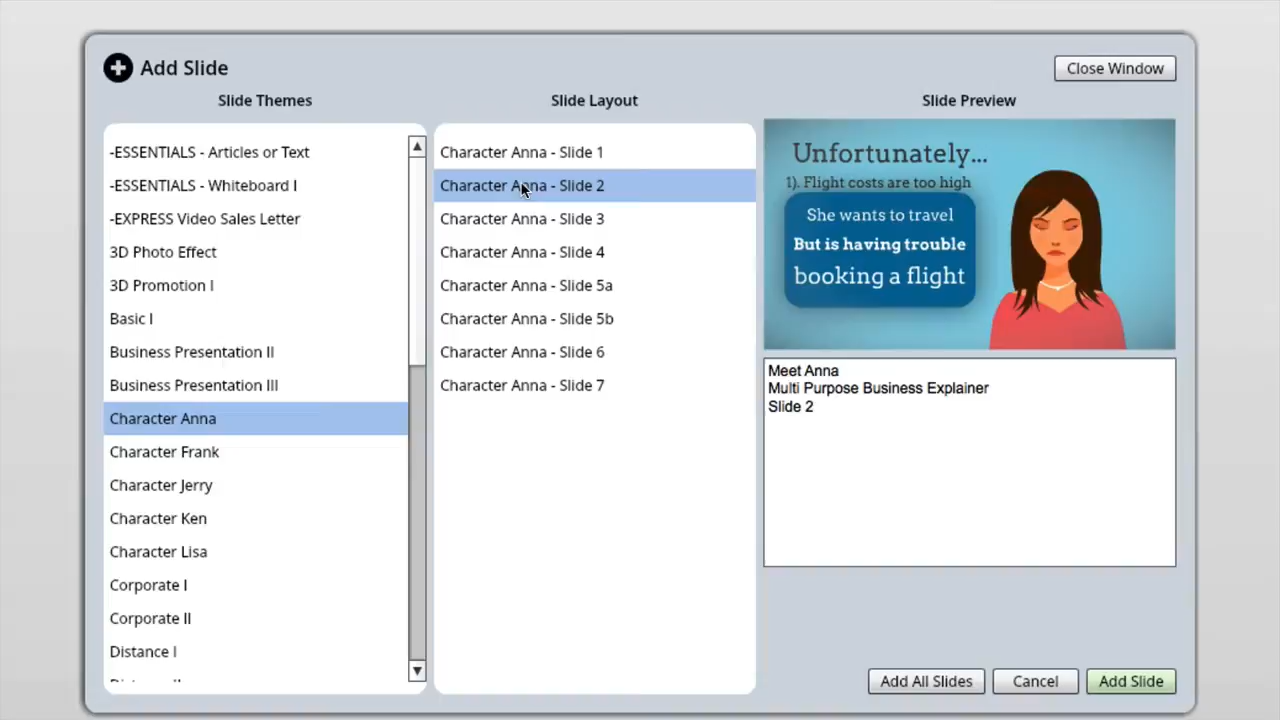 Add Slide
Close Window
Slide Themes
Slide Layout
Slide Preview
-ESSENTIALS - Articles or Text
-ESSENTIALS - Whiteboard I
-EXPRESS Video Sales Letter
3D Photo Effect
3D Promotion I
Basic I
Business Presentation II
Business Presentation III
Character Anna
Character Frank
Character Jerry
Character Ken
Character Lisa
Corporate I
Corporate II
Distance I
Character Anna - Slide 1
Character Anna - Slide 2
Character Anna - Slide 3
Character Anna - Slide 4
Character Anna - Slide 5a
Character Anna - Slide 5b
Character Anna - Slide 6
Character Anna - Slide 7
Unfortunately...
1). Flight costs are too high
She wants to travel
But is having trouble
booking a flight
Meet Anna
Multi Purpose Business Explainer
Slide 2
Add All Slides
Cancel
Add Slide